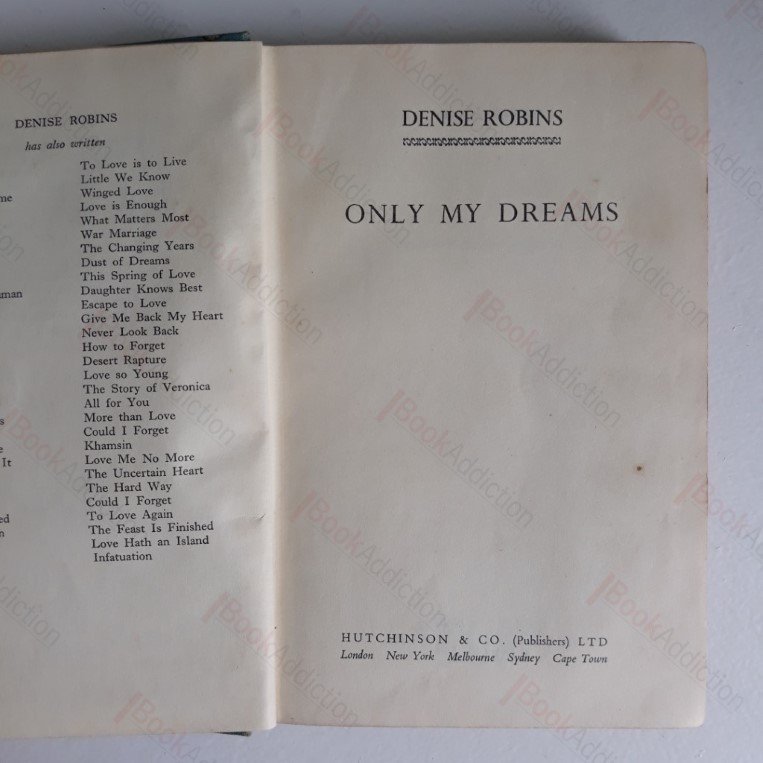 DENISE ROBINS
has also written
me
man
s
e
It
ed
n
To Love is to Live
Little We Know
Winged Love
Love is Enough
What Matters Most
War Marriage
The Changing Years
Dust of Dreams
This Spring of Love
Daughter Knows Best
Escape to Love
Give Me Back My Heart
Never Look Back
How to Forget
Desert Rapture
Love so Young
The Story of Veronica
All for You
More than Love
Could I Forget
Khamsin
Love Me No More
The Uncertain Heart
The Hard Way
Could I Forget
To Love Again
The Feast Is Finished
Love Hath an Island
Infatuation
DENISE ROBINS
ONLY MY DREAMS
HUTCHINSON & CO. (Publishers) LTD
London New York Melbourne Sydney Cape Town
BookAddiction